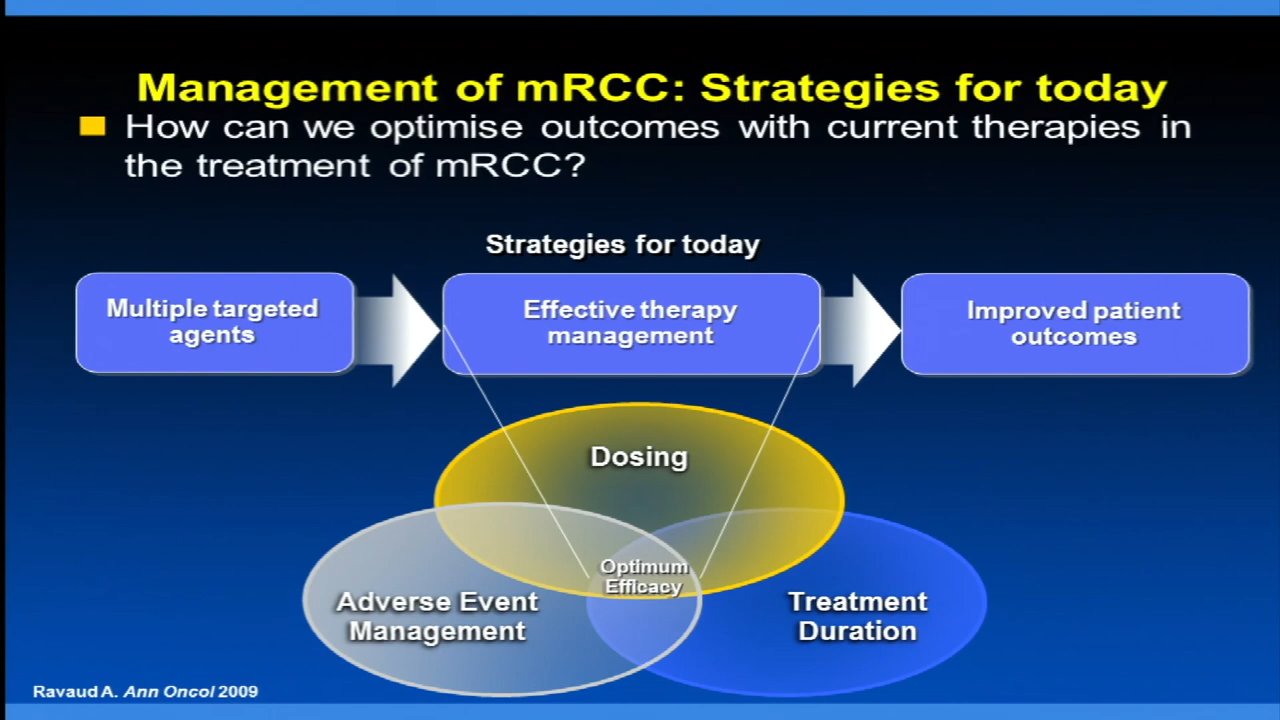 Management of mRCC: Strategies for today
How can we optimise outcomes with current therapies in
the treatment of mRCC?
Strategies for today
Multiple targeted
agents
Effective therapy
management
Improved patient
outcomes
Dosing
Optimum
Efficacy
Adverse Event
Management
Treatment
Duration
Ravaud A. Ann Oncol 2009